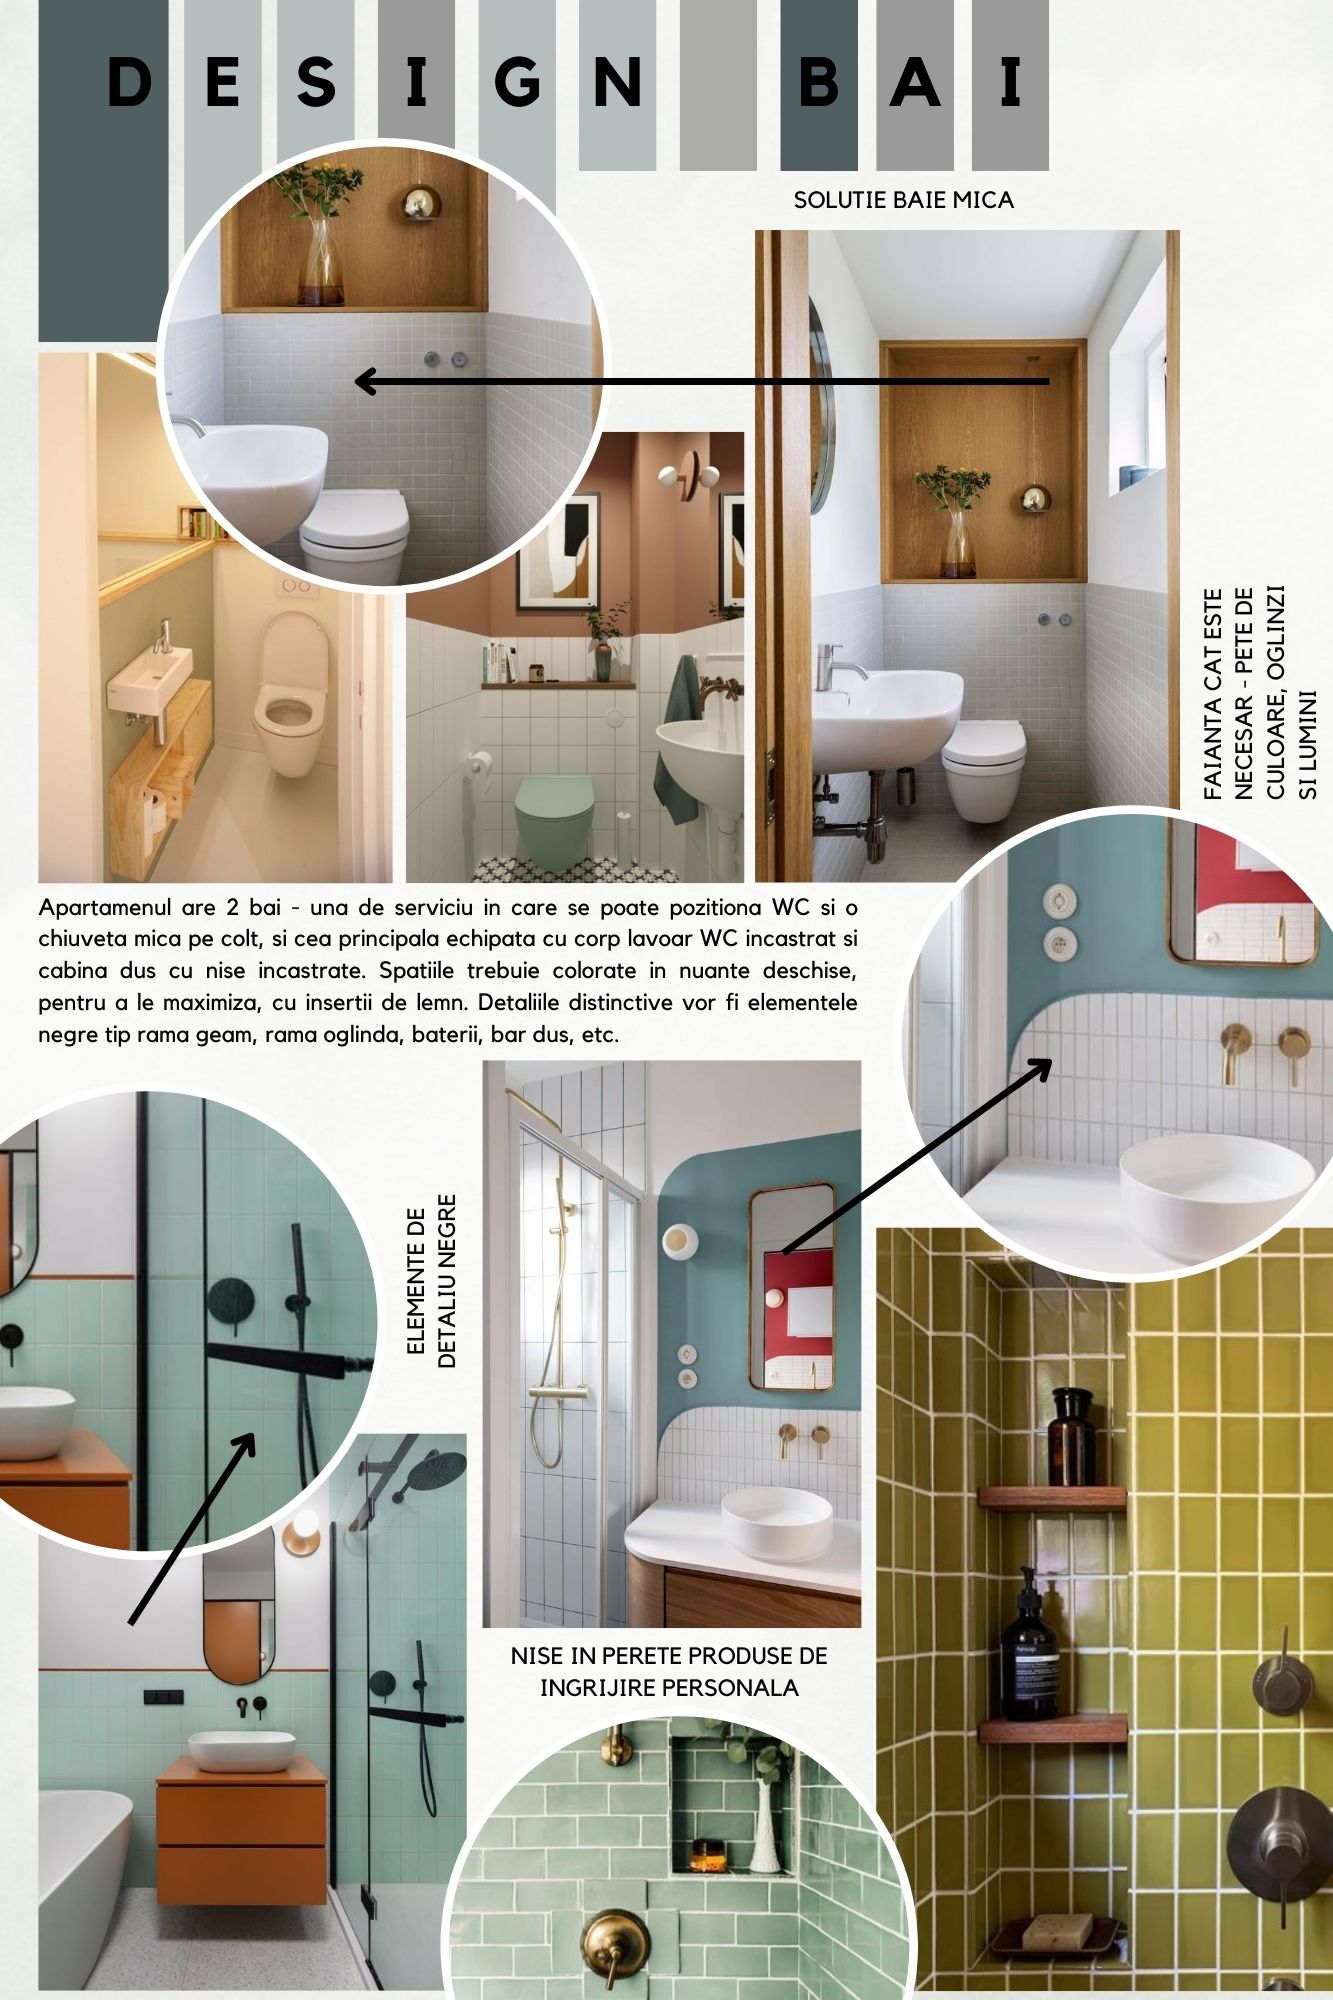 DESIGN BAI
SOLUTIE BAIE MICA
FAIANTA CAT ESTE
NECESAR - PETE DE
CULOARE, OGLINZI
SI LUMINI
Apartamenul are 2 bai - una de serviciu in care se poate pozitiona WC si o
chiuveta mica pe colt, si cea principala echipata cu corp lavoar WC incastrat si
cabina dus cu nise incastrate. Spatiile trebuie colorate in nuante deschise,
pentru a le maximiza, cu insertii de lemn. Detaliile distinctive vor fi elementele
negre tip rama geam, rama oglinda, baterii, bar dus, etc.
ELEMENTE DE
DETALIU NEGRE
NISE IN PERETE PRODUSE DE
INGRIJIRE PERSONALA
Aesop